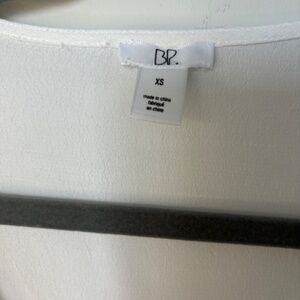 BP.
XS
made in china
fabriqué
en chine